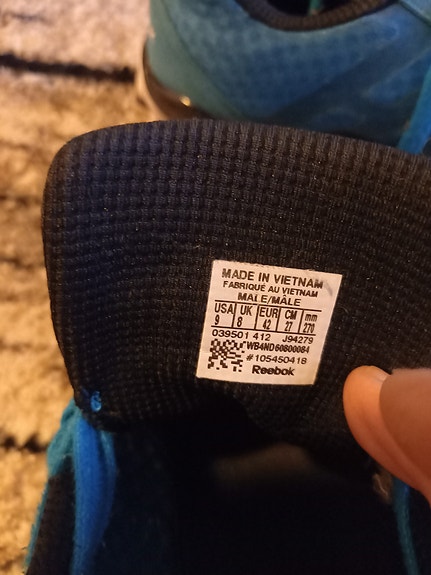 MADE IN VIETNAM
FABRIQUÉ AU VIETNAM
MALE/MÂLE
USA UK EUR CM mm
9 8 42 27 270
039501 412 J94279
WB4ND60800084
#105450418
Reebok